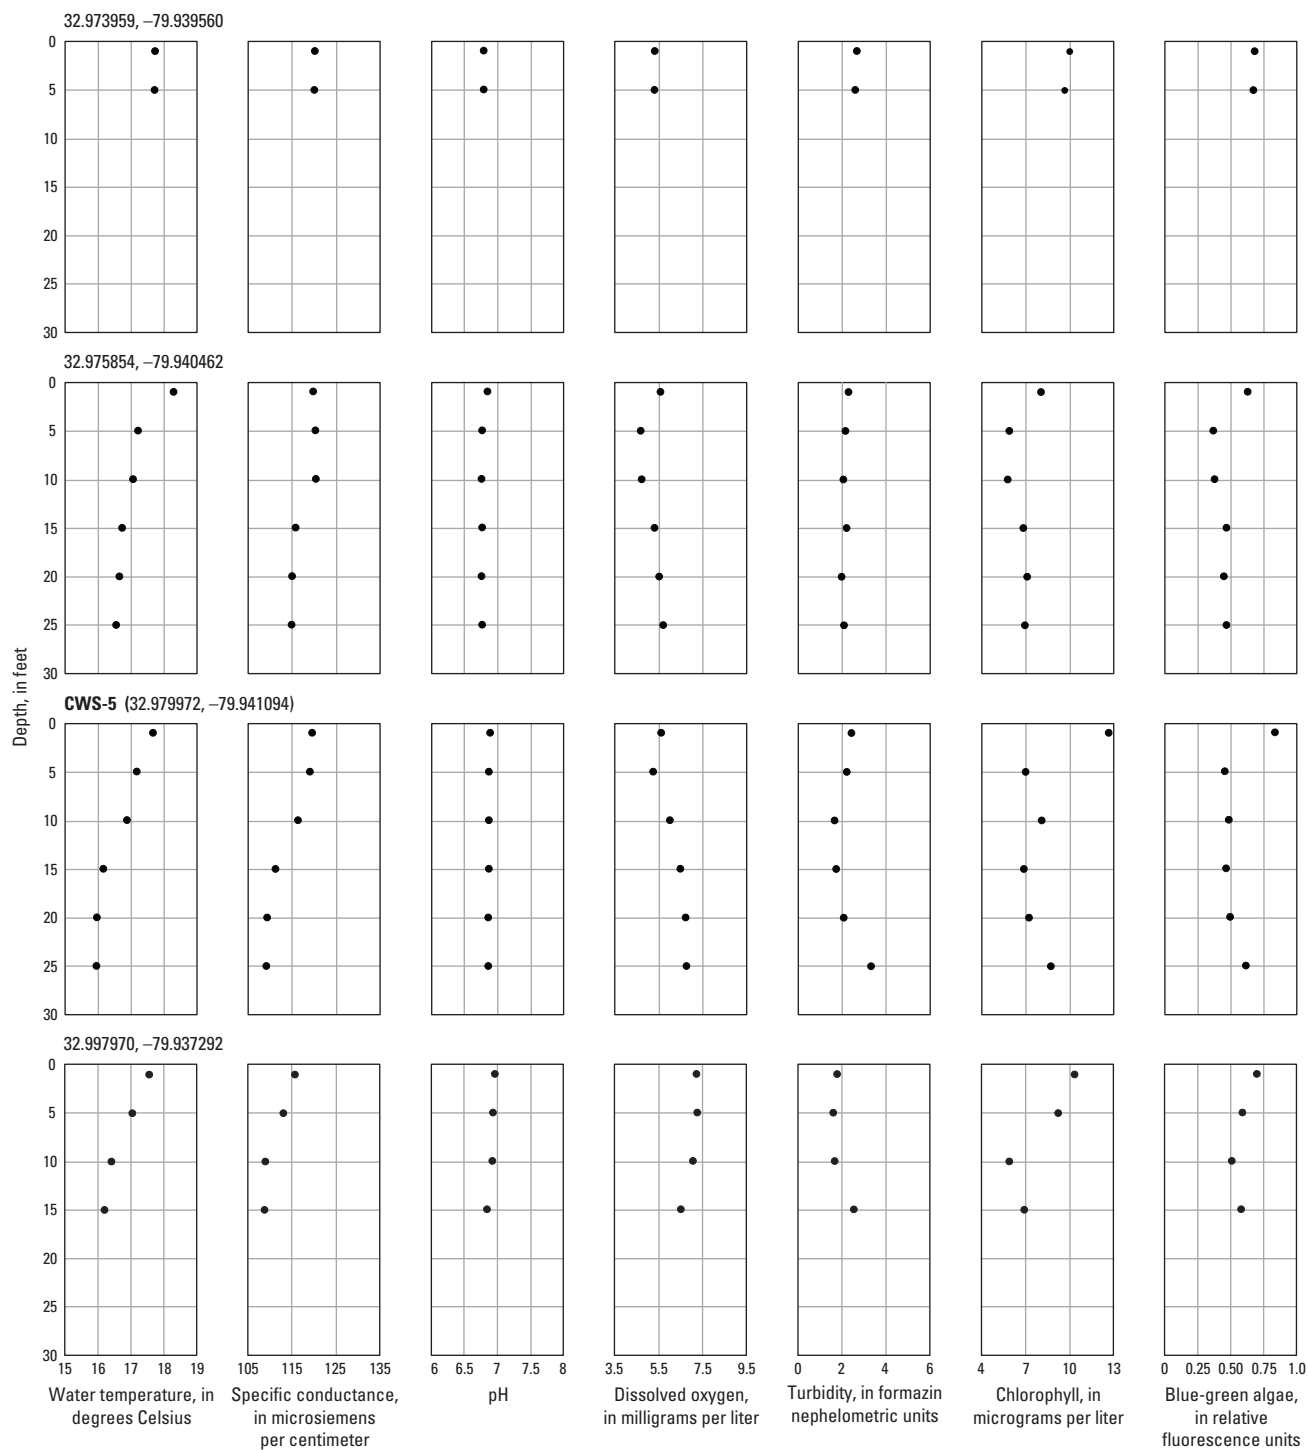 32.973959, –79.939560
0
5
10
15
20
25
30
32.975854, –79.940462
0
5
10
15
20
25
30
Depth, in feet
CWS-5 (32.979972, –79.941094)
0
5
10
15
20
25
30
32.997970, –79.937292
0
5
10
15
20
25
30
15 16 17 18 19 105 115 125 135 6 6.5 7 7.5 8 3.5 5.5 7.5 9.5 0 2 4 6 4 7 10 13 0 0.25 0.50 0.75 1.0
Water temperature, in
degrees Celsius
Specific conductance,
in microsiemens
per centimeter
pH
Dissolved oxygen,
in milligrams per liter
Turbidity, in formazin
nephelometric units
Chlorophyll, in
micrograms per liter
Blue-green algae,
in relative
fluorescence units